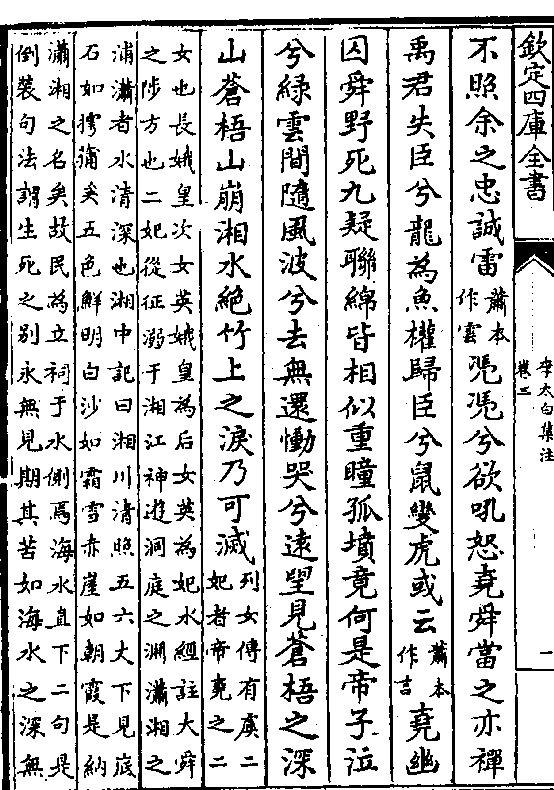 欽定四庫全書
李太白集注
卷三
一
不照余之忠誠雷
蕭本
作雲
憑憑兮欲吼怒堯舜當之亦禪
禹君失臣兮龍為魚權歸臣兮鼠變虎或云
蕭本
作言
堯幽
囚舜野死九疑聯綿皆相似重瞳孤墳竟何是帝子泣
兮緑雲間隨風波兮去無還慟哭兮逺望見蒼梧之深
山蒼梧山崩湘水絶竹上之淚乃可滅
列女傳有虞二
妃者帝堯之二
女也長娥皇次女英娥皇為后女英為妃水經註大舜
之陟方也二妃從征溺于湘江神遊洞庭之淵瀟湘之
浦瀟者水清深也湘中記曰湘川清照五六丈下見底
石如摴蒱矣五色鮮明白沙如霜雪赤崖如朝霞是納
瀟湘之名矣故民為立祠于水側焉海水直下二句是
倒裝句法謂生死之别永無見期其苦如海水之深無